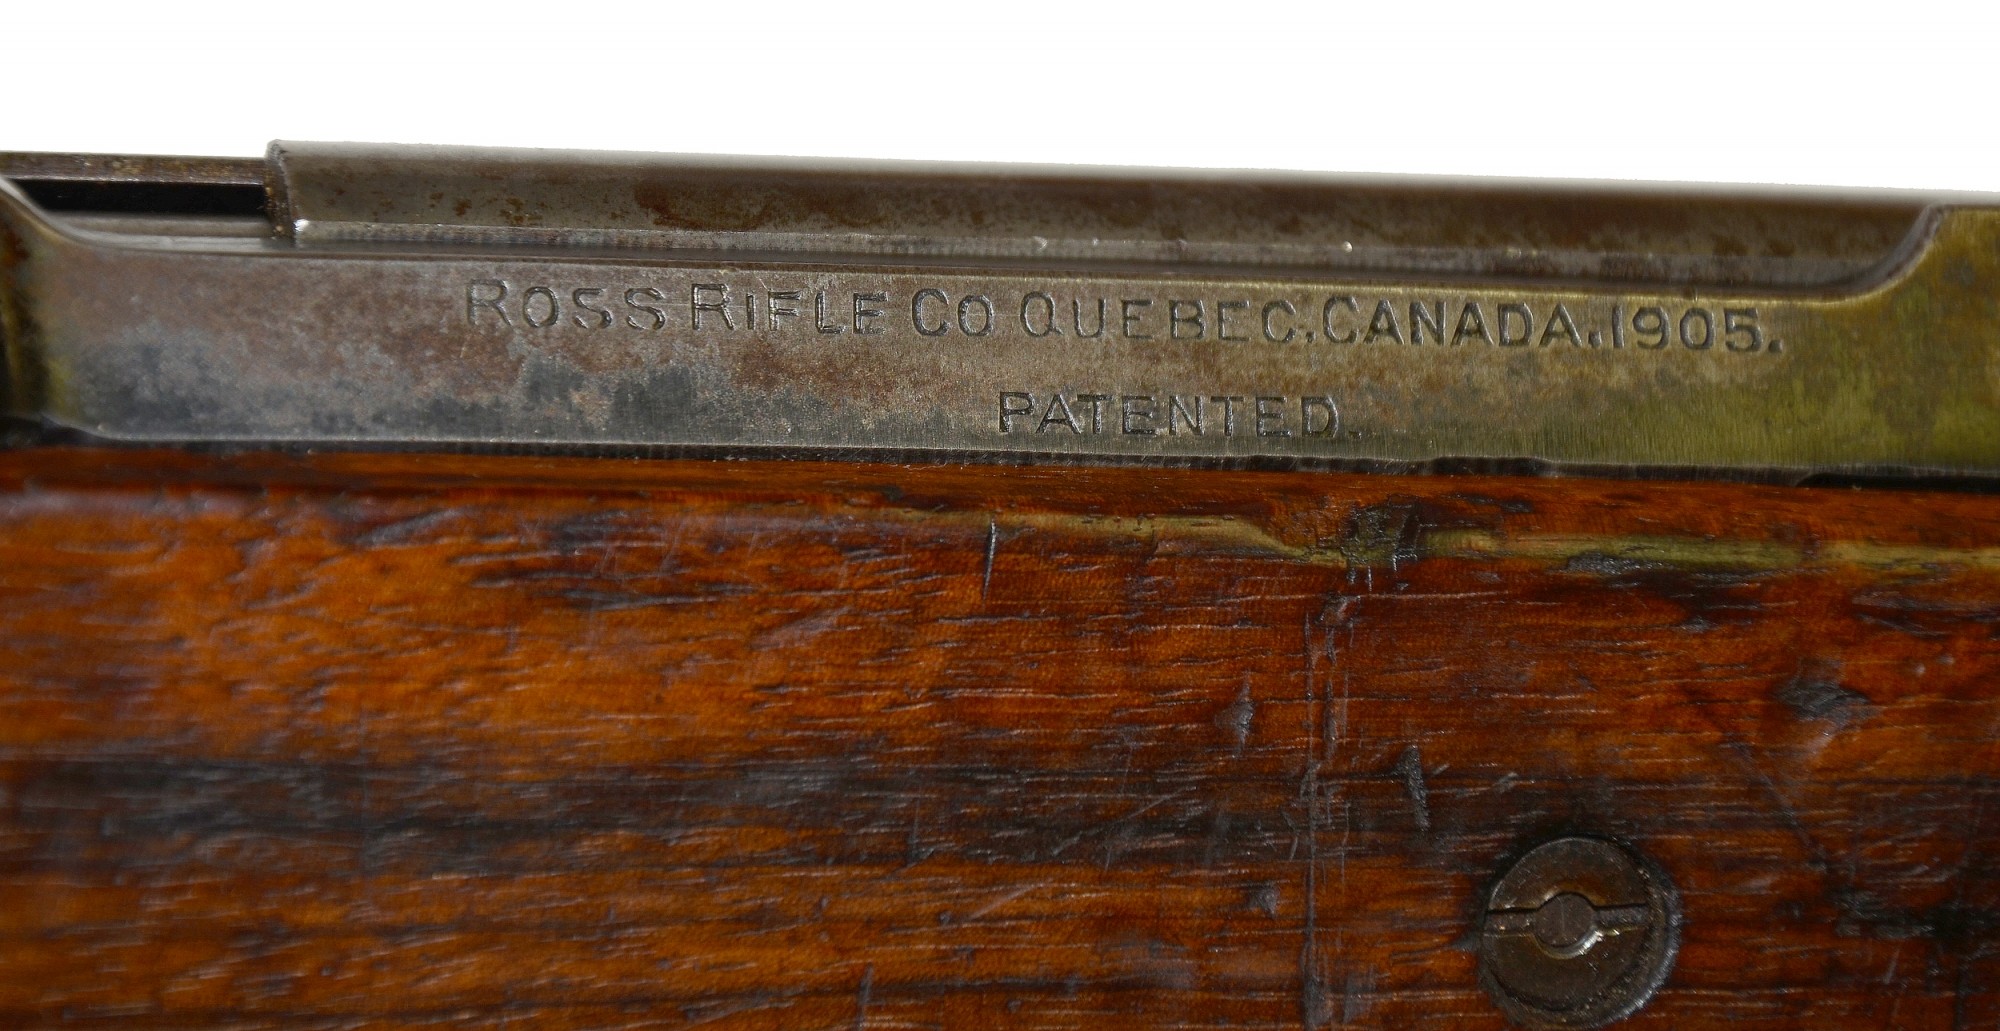 ROSS RIFLE CO QUEBEC.CANADA.1905.
PATENTED.